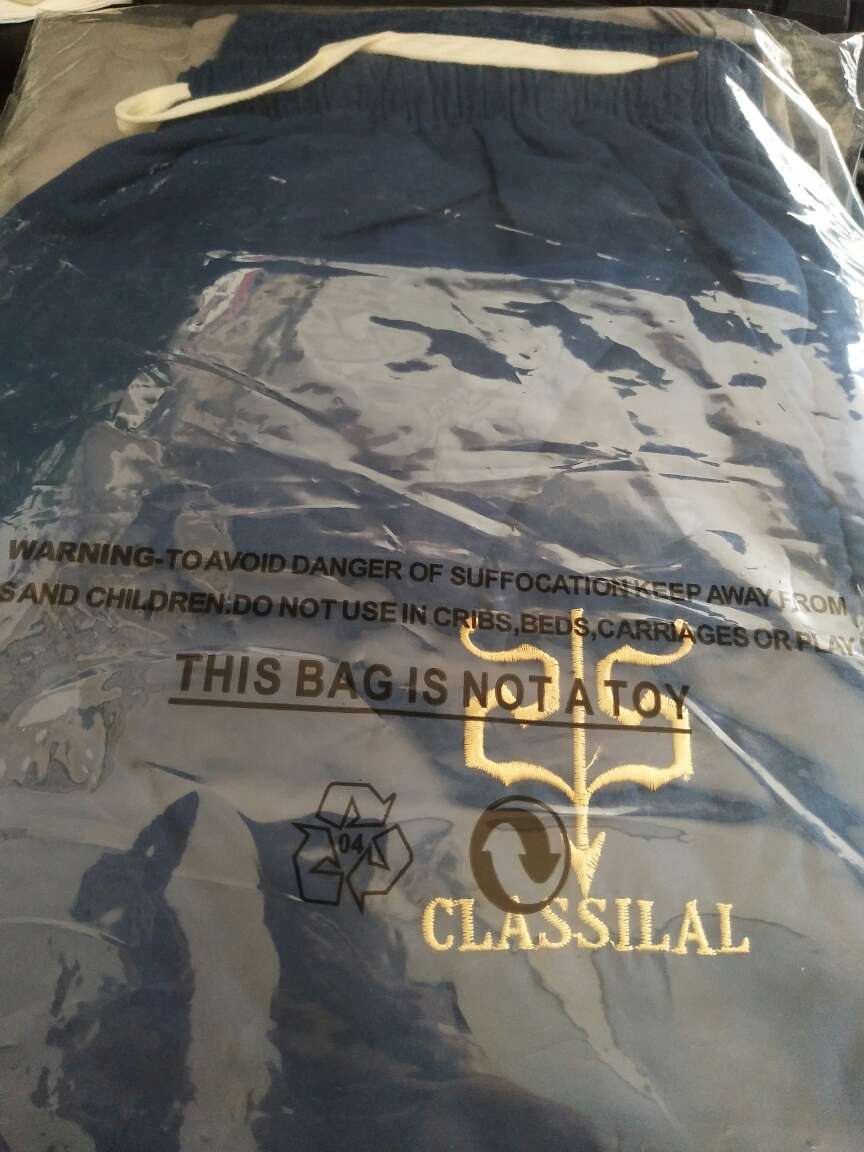 WARNING-TO AVOID DANGER OF SUFFOCATION KEEP AWAY FROM
S AND CHILDREN.DO NOT USE IN CRIBS,BEDS,CARRIAGES OR PLAY
THIS BAG IS NOT A TOY
04
CLASSILAL